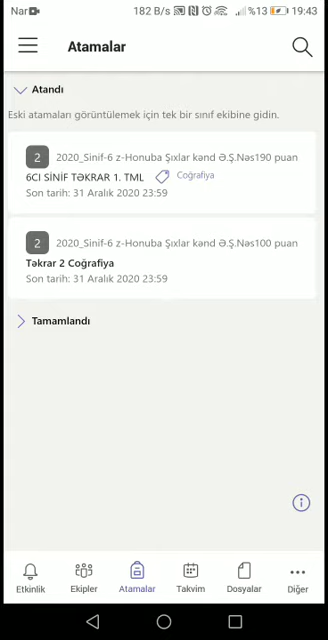 Nar 182 B/s %13 19:43
Atamalar
Atandı
Eski atamaları görüntülemek için tek bir sınıf ekibine gidin.
2 2020_Sinif-6 z-Honuba Şıxlar kənd Ə.Ş.Nəs190 puan
6CI SİNİF TƏKRAR 1. TML Coğrafiya
Son tarih: 31 Aralık 2020 23:59
2 2020_Sinif-6 z-Honuba Şıxlar kənd Ə.Ş.Nəs100 puan
Təkrar 2 Coğrafiya
Son tarih: 31 Aralık 2020 23:59
Tamamlandı
Etkinlik Ekipler Atamalar Takvim Dosyalar Diğer